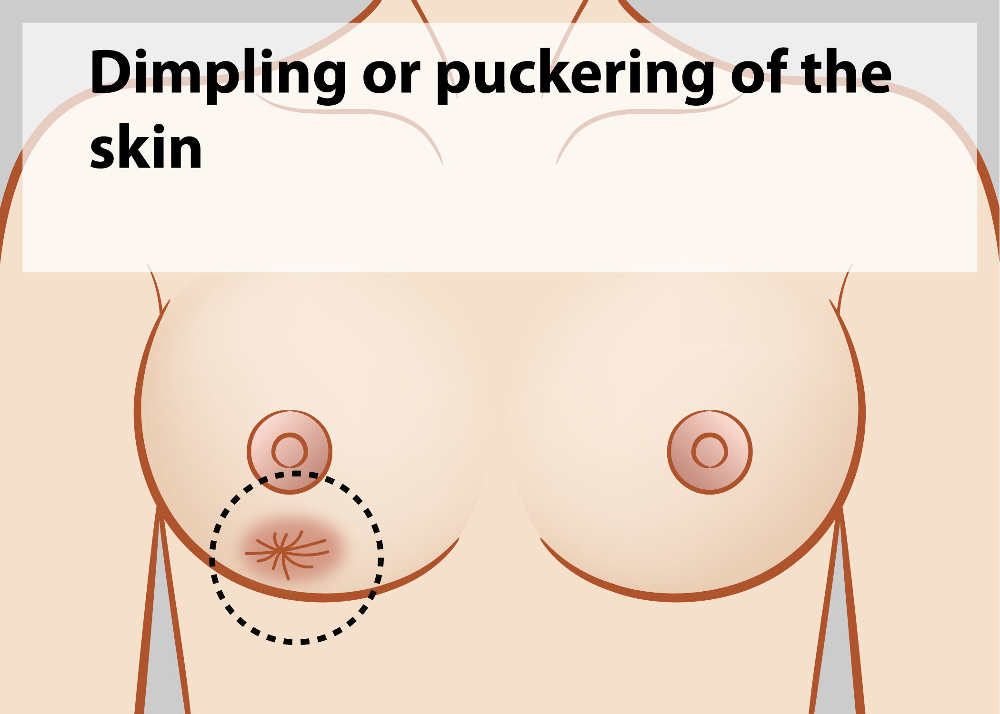 Dimpling or puckering of the
skin